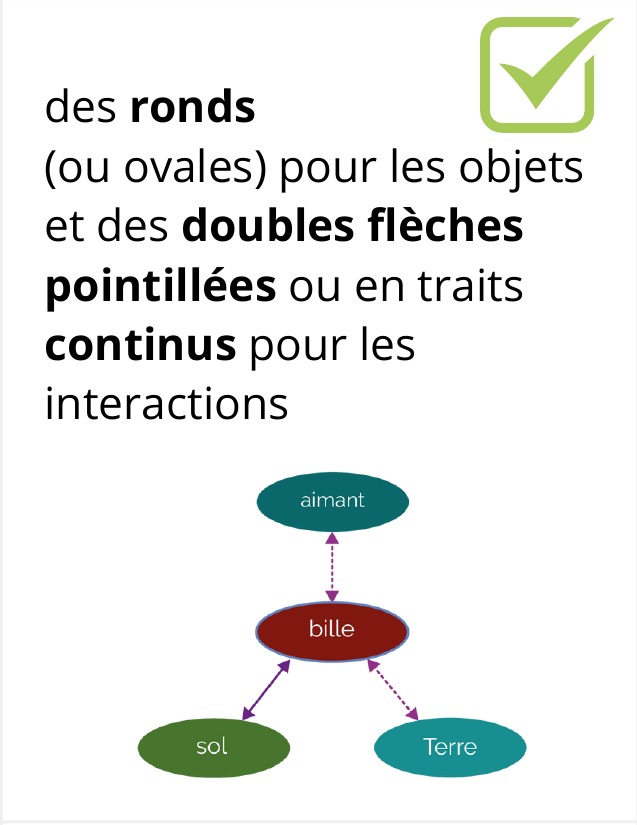 des ronds
(ou ovales) pour les objets
et des doubles flèches
pointillées ou en traits
continus pour les
interactions
aimant
bille
sol
Terre